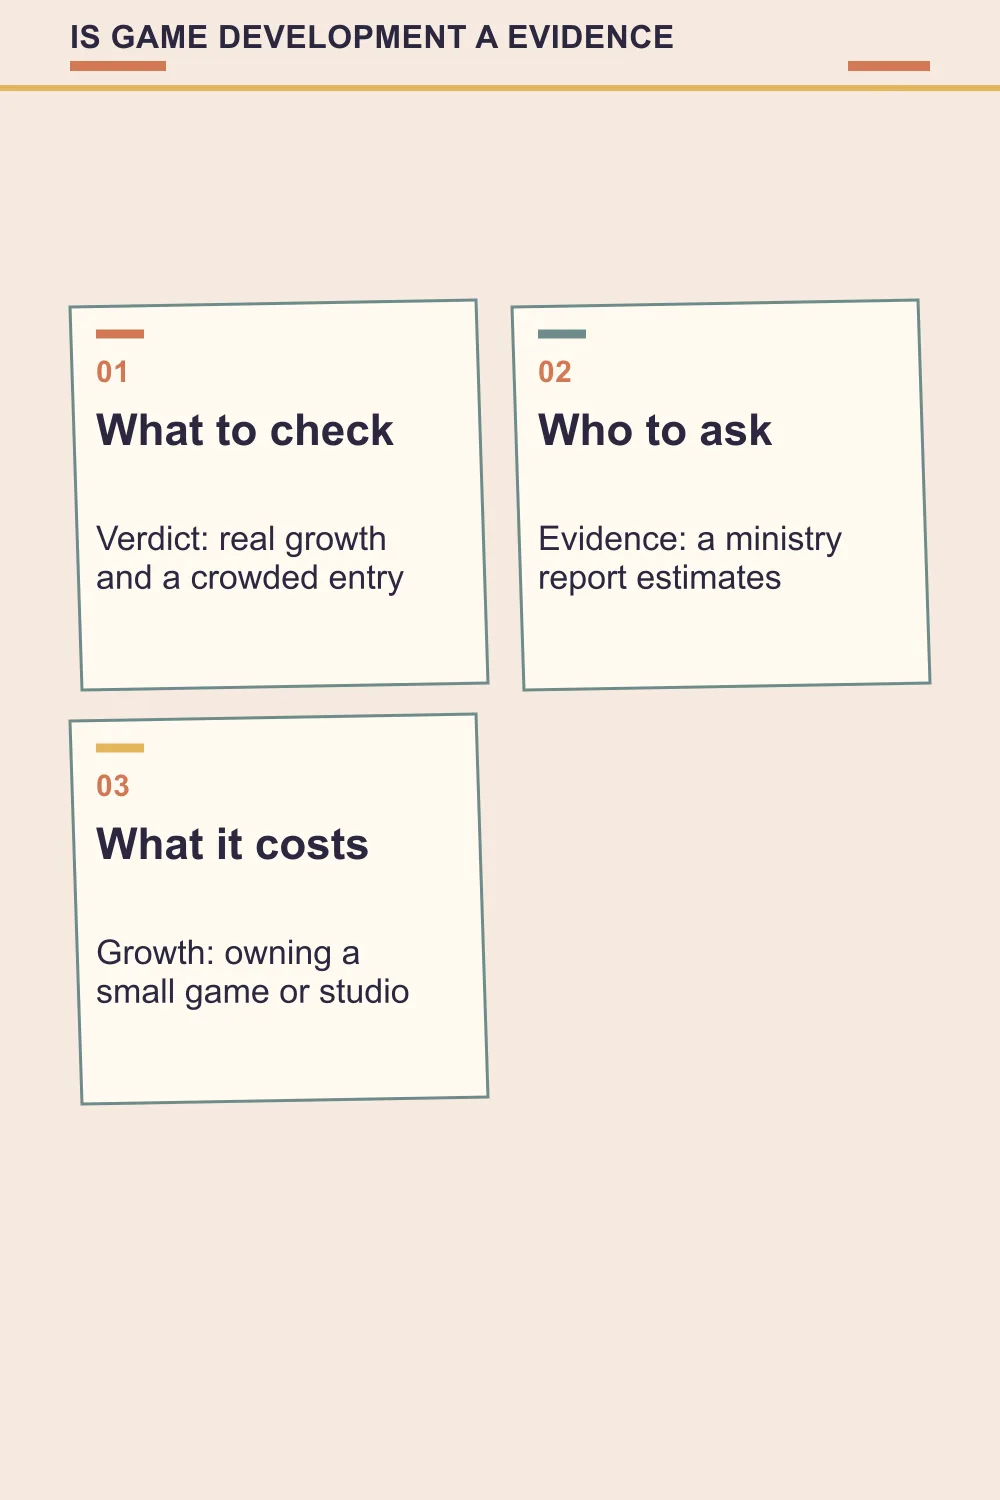 IS GAME DEVELOPMENT A EVIDENCE
01
What to check
Verdict: real growth
and a crowded entry
02
Who to ask
Evidence: a ministry
report estimates
03
What it costs
Growth: owning a
small game or studio